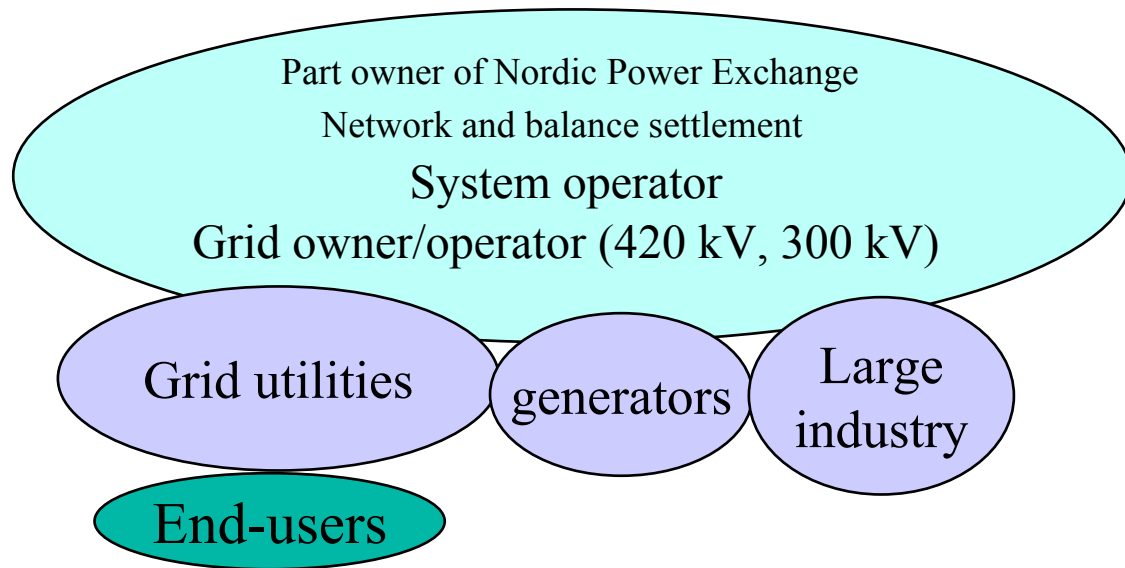 Part owner of Nordic Power Exchange
Network and balance settlement
System operator
Grid owner/operator (420 kV, 300 kV)
Grid utilities
generators
Large
industry
End-users